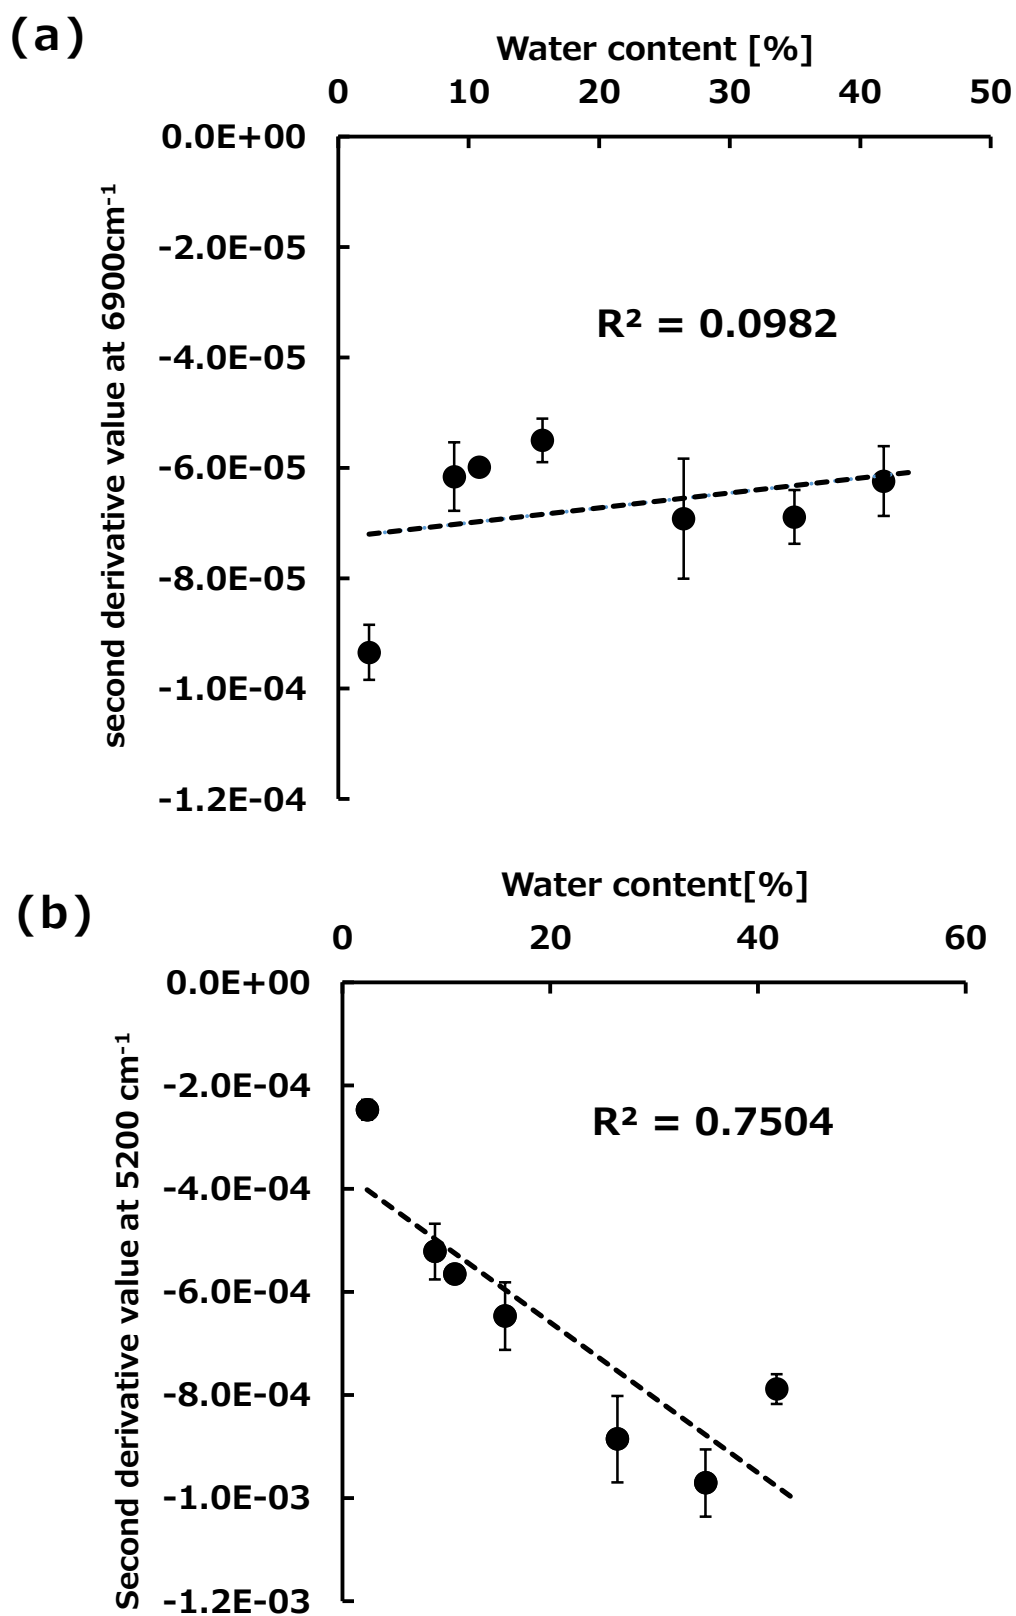 (a)
Water content [%]
0 10 20 30 40 50
0.0E+00
-2.0E-05
-4.0E-05
-6.0E-05
-8.0E-05
-1.0E-04
-1.2E-04
second derivative value at 6900cm⁻¹
R² = 0.0982
(b)
Water content[%]
0 20 40 60
0.0E+00
-2.0E-04
-4.0E-04
-6.0E-04
-8.0E-04
-1.0E-03
-1.2E-03
Second derivative value at 5200 cm⁻¹
R² = 0.7504